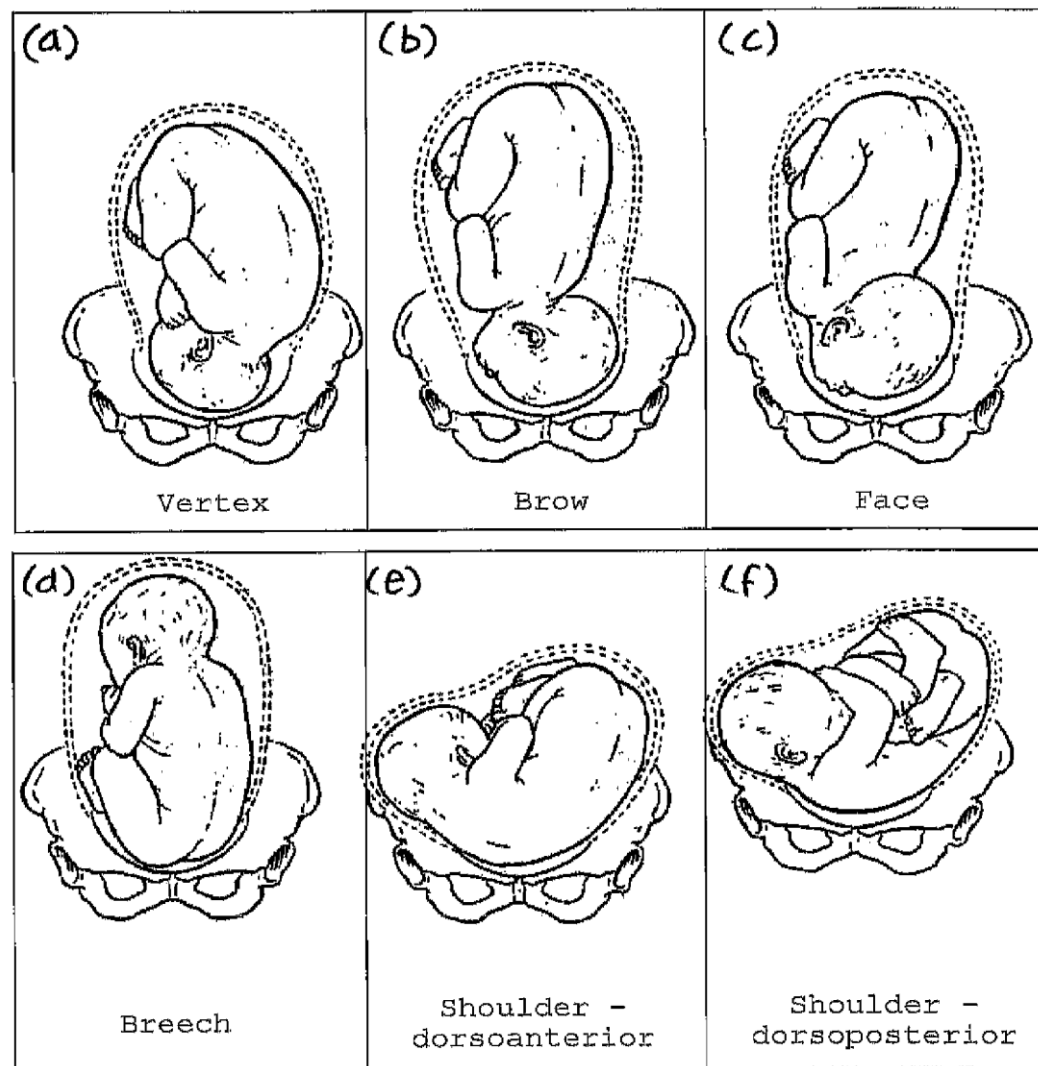 (a)
(b)
(c)
Vertex
Brow
Face
(d)
(e)
(f)
Breech
Shoulder -
dorsoanterior
Shoulder -
dorsoposterior